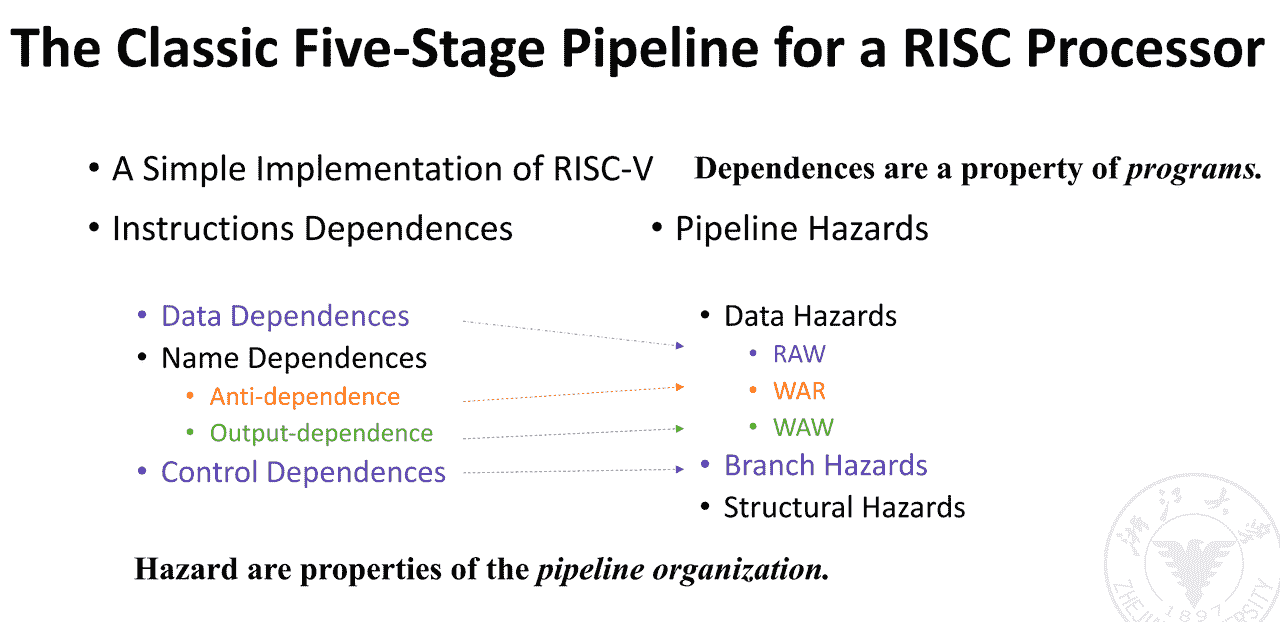 The Classic Five-Stage Pipeline for a RISC Processor
• A Simple Implementation of RISC-V
Dependences are a property of programs.
• Instructions Dependences
• Data Dependences
• Name Dependences
• Anti-dependence
• Output-dependence
• Control Dependences
• Pipeline Hazards
• Data Hazards
• RAW
• WAR
• WAW
• Branch Hazards
• Structural Hazards
Hazard are properties of the pipeline organization.
1897